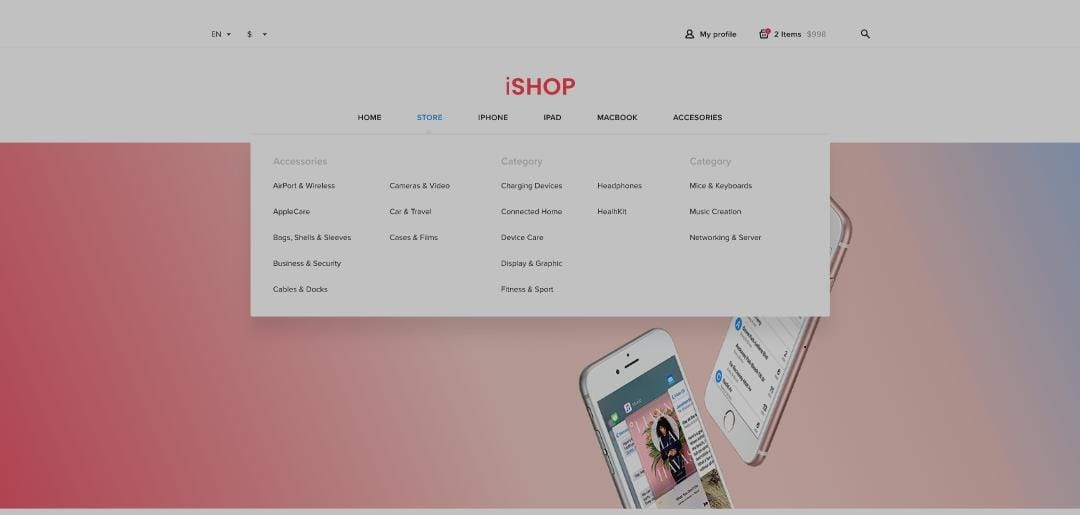 EN $ My profile 2 Items $998
iSHOP
HOME STORE iPHONE IPAD MACBOOK ACCESORIES
Accessories Category Category
AirPort & Wireless Cameras & Video Charging Devices Headphones Mice & Keyboards
AppleCare Car & Travel Connected Home HealhKit Music Creation
Bags, Shells & Sleeves Cases & Films Device Care Networking & Server
Business & Security Display & Graphic
Cables & Docks Fitness & Sport